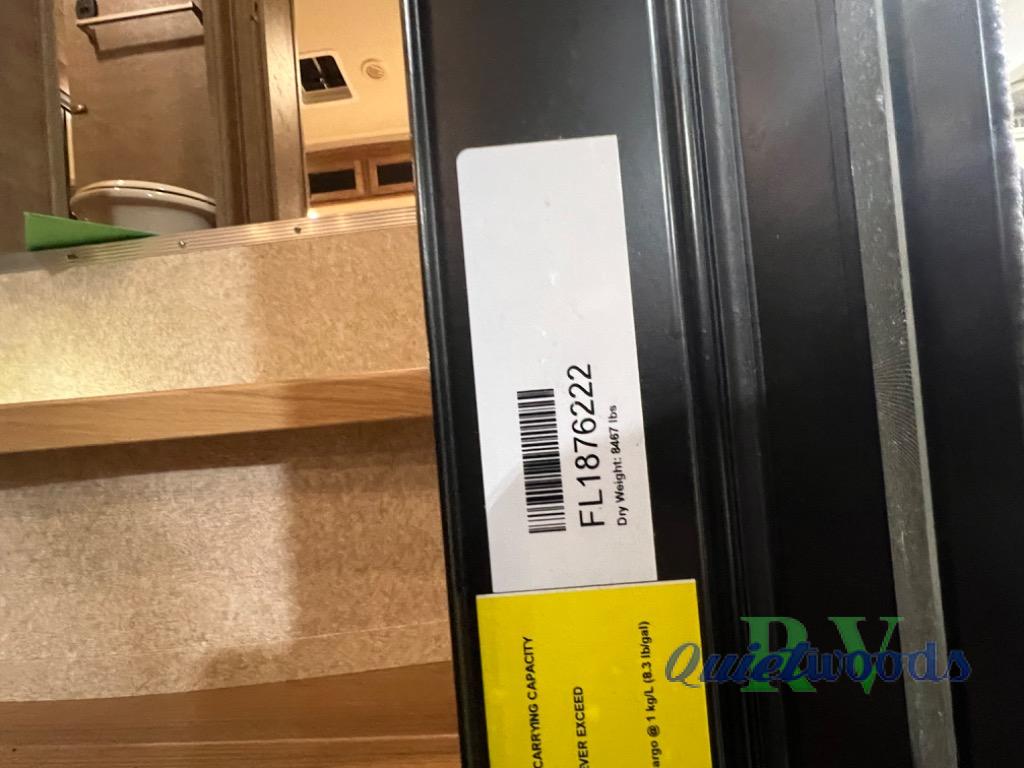 FL1876222
Dry Weight: 8467 lbs
CARRYING CAPACITY
EVER EXCEED
argo @ 1 kg/L (8.3 lb/gal)
RV
Quietwoods